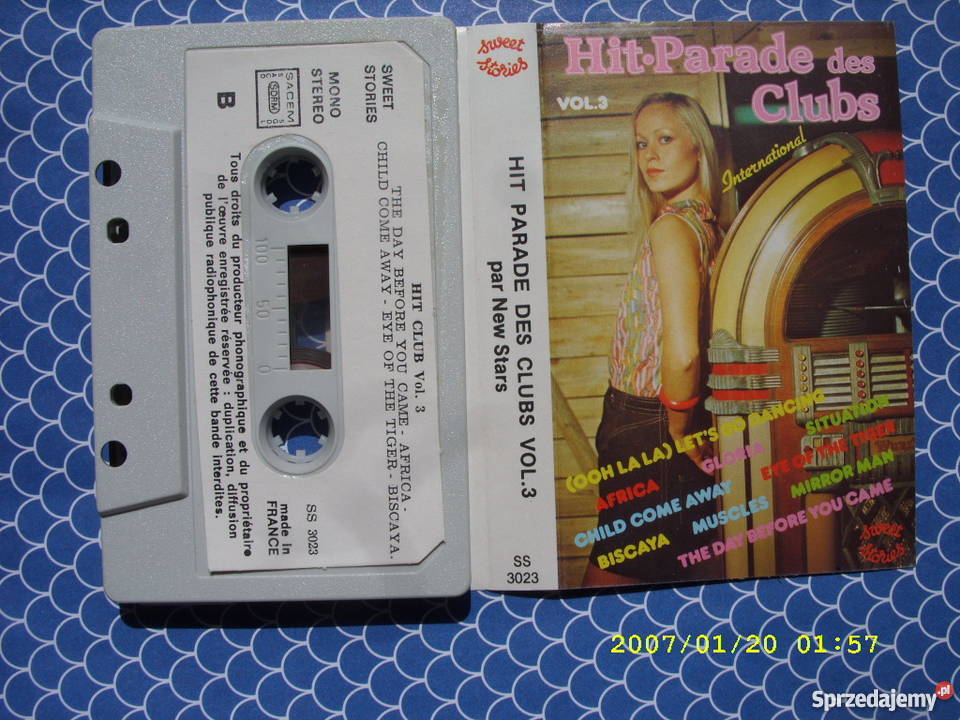 SWEET
STORIES
MONO
STEREO
SACEM
SDRM
SACD
SGDL
B
HIT CLUB Vol. 3
THE DAY BEFORE YOU CAME - AFRICA -
CHILD COME AWAY - EYE OF THE TIGER - BISCAYA.
100 50 0
SS 3023
made in
FRANCE
Tous droits du producteur phonographique et du propriétaire
de l'œuvre enregistrée réservée : duplication, diffusion
publique radiophonique de cette bande interdites.
sweet
stories
HIT PARADE DES CLUBS VOL.3
par New Stars
SS
3023
Hit•Parade des
Clubs
VOL.3
International
(OOH LA LA) LET'S GO DANCING
SITUATION
AFRICA
GLORIA
EYE OF THE TIGER
CHILD COME AWAY
MUSCLES
MIRROR MAN
BISCAYA
THE DAY BEFORE YOU CAME
sweet
stories
2007/01/20 01:57
Sprzedajemy.pl